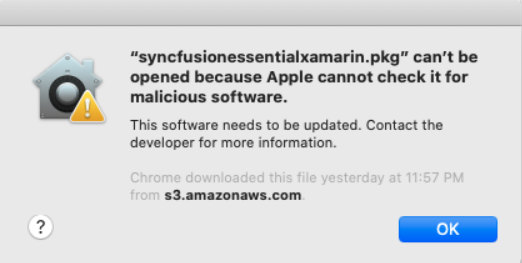 “syncfusionessentialxamarin.pkg” can’t be
opened because Apple cannot check it for
malicious software.
This software needs to be updated. Contact the
developer for more information.
Chrome downloaded this file yesterday at 11:57 PM
from s3.amazonaws.com.
? OK